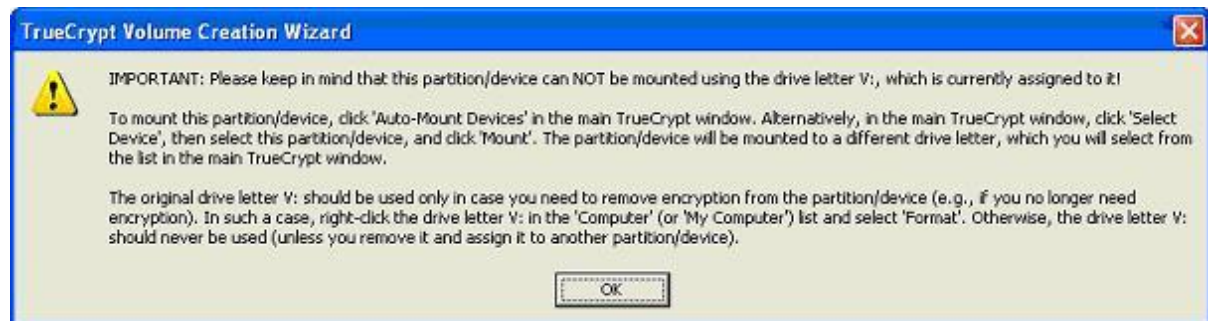 TrueCrypt Volume Creation Wizard
IMPORTANT: Please keep in mind that this partition/device can NOT be mounted using the drive letter V:, which is currently assigned to it!
To mount this partition/device, click 'Auto-Mount Devices' in the main TrueCrypt window. Alternatively, in the main TrueCrypt window, click 'Select
Device', then select this partition/device, and click 'Mount'. The partition/device will be mounted to a different drive letter, which you will select from
the list in the main TrueCrypt window.
The original drive letter V: should be used only in case you need to remove encryption from the partition/device (e.g., if you no longer need
encryption). In such a case, right-click the drive letter V: in the 'Computer' (or 'My Computer') list and select 'Format'. Otherwise, the drive letter V:
should never be used (unless you remove it and assign it to another partition/device).
OK